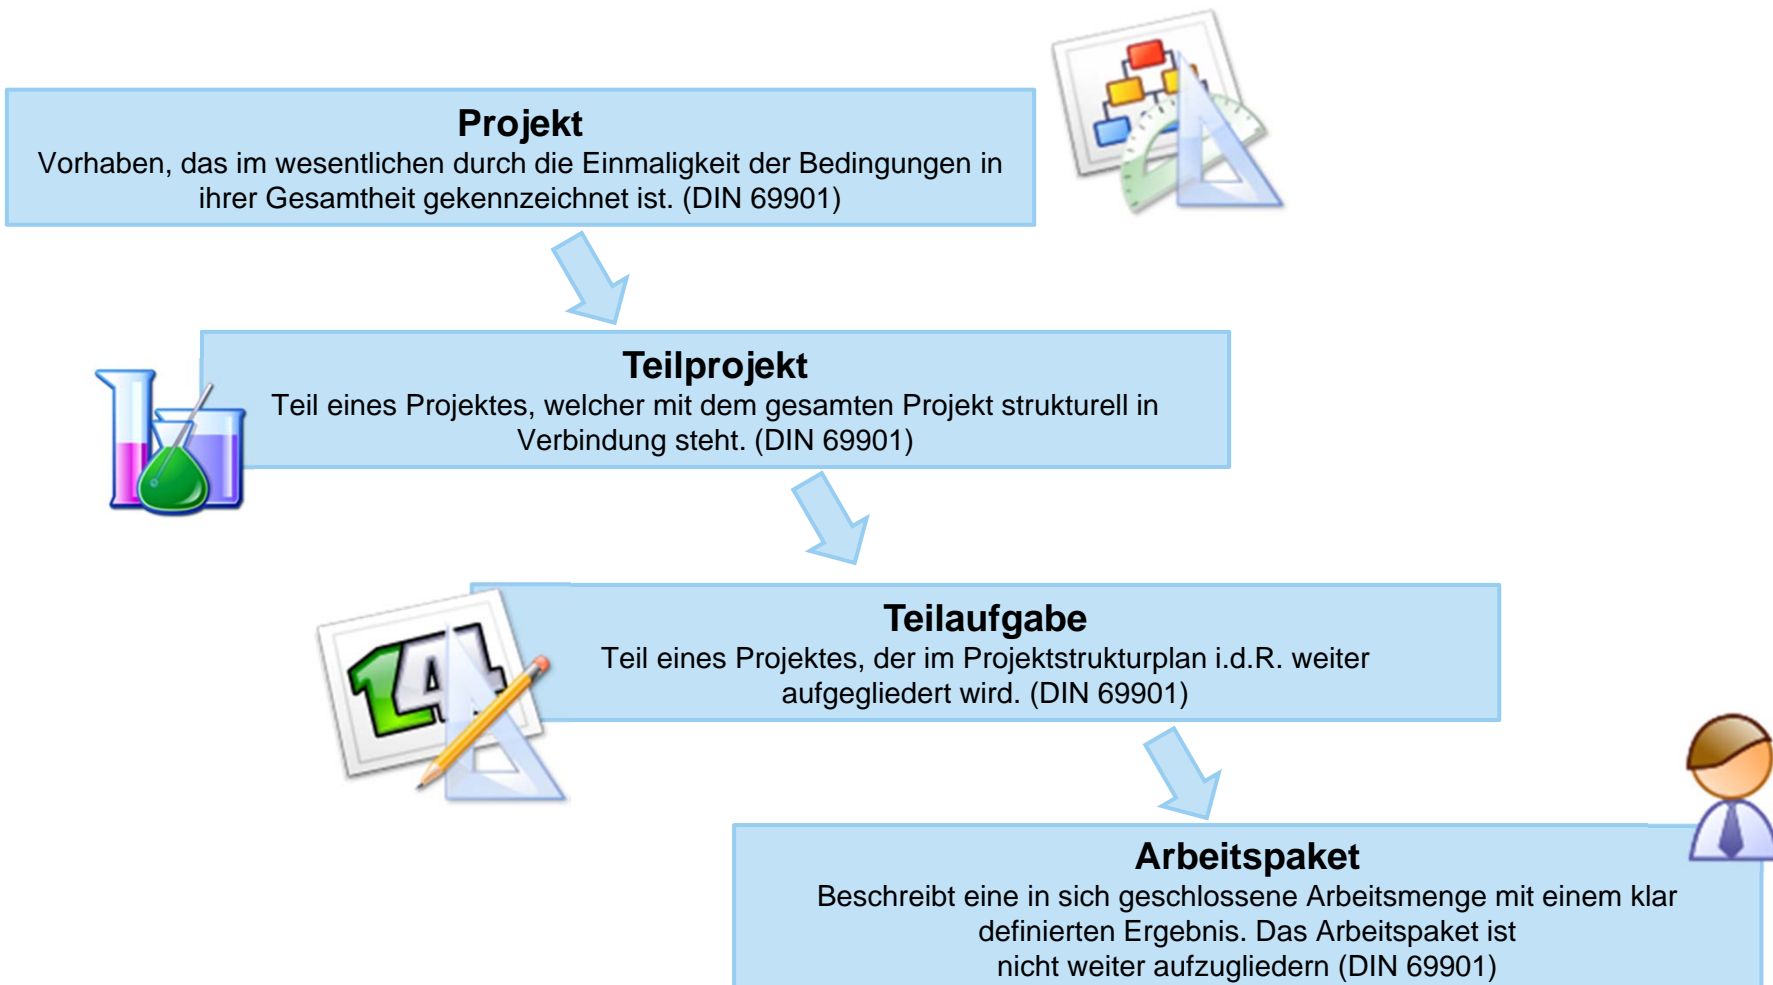 Projekt
Vorhaben, das im wesentlichen durch die Einmaligkeit der Bedingungen in
ihrer Gesamtheit gekennzeichnet ist. (DIN 69901)
Teilprojekt
Teil eines Projektes, welcher mit dem gesamten Projekt strukturell in
Verbindung steht. (DIN 69901)
Teilaufgabe
Teil eines Projektes, der im Projektstrukturplan i.d.R. weiter
aufgegliedert wird. (DIN 69901)
14
Arbeitspaket
Beschreibt eine in sich geschlossene Arbeitsmenge mit einem klar
definierten Ergebnis. Das Arbeitspaket ist
nicht weiter aufzugliedern (DIN 69901)